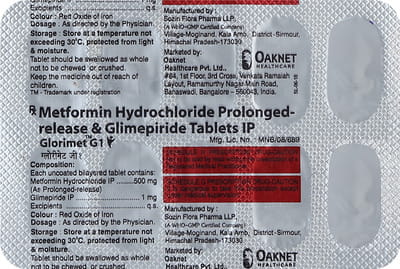 Excipients q.s.
Colour : Red Oxide of Iron
Dosage : As directed by the Physician.
Storage : Store at a temperature not
exceeding 30°C, protected from light
& moisture.
Tablet should be swallowed as whole
not to be chewed or crushed.
Keep the medicine out of reach of
children.
TM - Trademark under registration
Manufactured by :
Sozin Flora Pharma LLP.
(A WHO-GMP Certified Company)
Village-Moginand, Kala Amb, District-Sirmour,
Himachal Pradesh-173030
Marketed by:
Oaknet
Healthcare Pvt. Ltd.
#84, 1st Floor, 3rd Cross, Venkata Ramaiah
Layout, Ramamurthy Nagar Main Road,
Banaswadi, Bangalore – 560043, India.
OAKNET
HEALTHCARE
Metformin Hydrochloride Prolonged-
release & Glimepiride Tablets IP
Glorimet G1
Mfg. Lic. No.: MNB/08/689
ग्लोरीमेट जी १
Composition:
Each uncoated bilayered tablet contains:
Metformin Hydrochloride IP 500 mg
(As Prolonged-release)
Glimepiride IP 1 mg
Excipients q.s.
Colour : Red Oxide of Iron
Dosage : As directed by the Physician.
Storage : Store at a temperature not
exceeding 30°C, protected from light
& moisture.
Tablet should be swallowed as whole
not to be chewed or crushed
Manufactured by :
Sozin Flora Pharma LLP.
(A WHO-GMP Certified Company)
Village-Moginand, Kala Amb, District-Sirmour,
Himachal Pradesh-173030
Marketed by:
Oaknet
Healthcare Pvt. Ltd.
OAKNET
HEALTHCARE